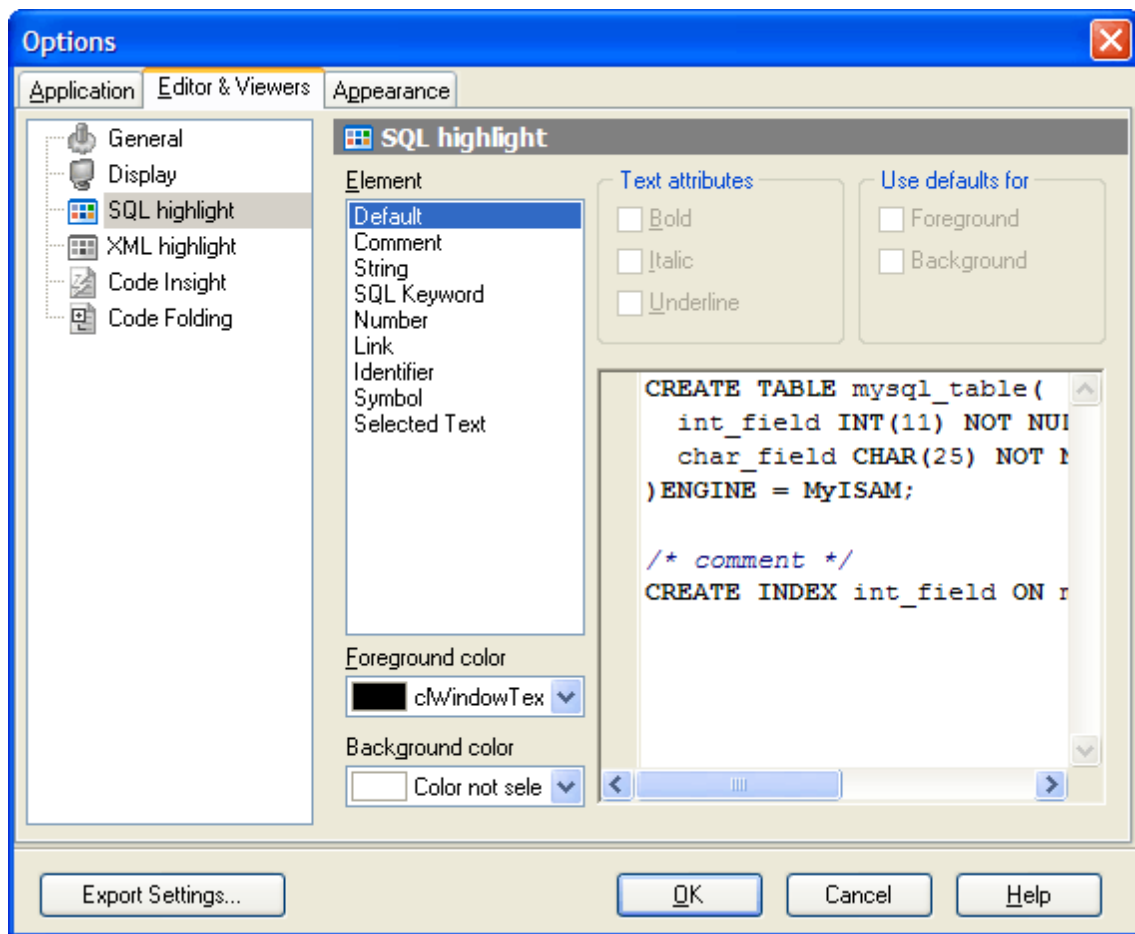 Options
Application
Editor & Viewers
Appearance
General
Display
SQL highlight
XML highlight
Code Insight
Code Folding
SQL highlight
Element
Default
Comment
String
SQL Keyword
Number
Link
Identifier
Symbol
Selected Text
Foreground color
clWindowTex
Background color
Color not sele
Text attributes
Bold
Italic
Underline
Use defaults for
Foreground
Background
CREATE TABLE mysql_table(
int_field INT(11) NOT NUL
char_field CHAR(25) NOT N
)ENGINE = MyISAM;
/* comment */
CREATE INDEX int_field ON
Export Settings...
OK
Cancel
Help